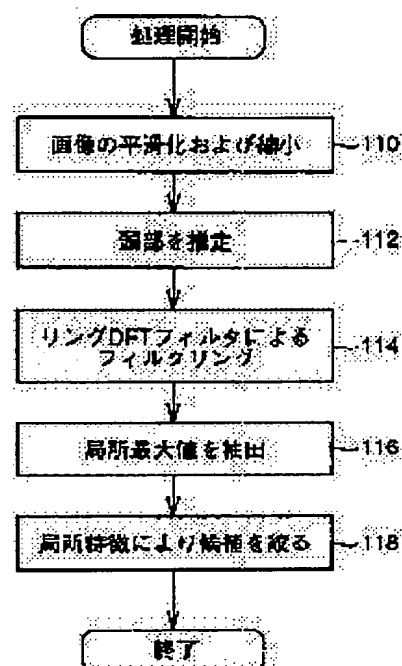 処理開始
画像の平滑化および縮小
110
頭部を推定
112
リングDFTフィルタによる
フィルタリング
114
局所最大値を抽出
116
局所特徴により候補を絞る
118
終了